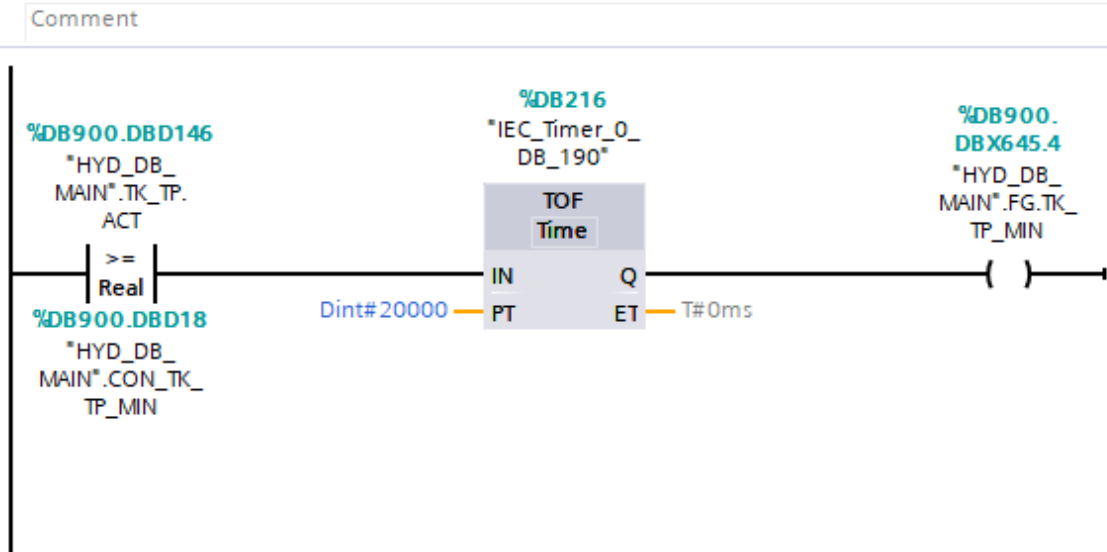 Comment
%DB900.DBD146
"HYD_DB_
MAIN".TK_TP.
ACT
>=
Real
%DB900.DBD18
"HYD_DB_
MAIN".CON_TK_
TP_MIN
%DB216
"IEC_Timer_0_
DB_190"
TOF
Time
IN Q
Dint#20000 PT ET T#0ms
%DB900.
DBX645.4
"HYD_DB_
MAIN".FG.TK_
TP_MIN